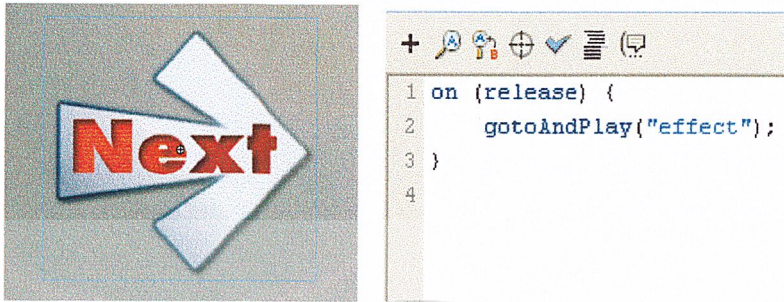 Next
1 on (release) {
2 gotoAndPlay("effect");
3 }
4